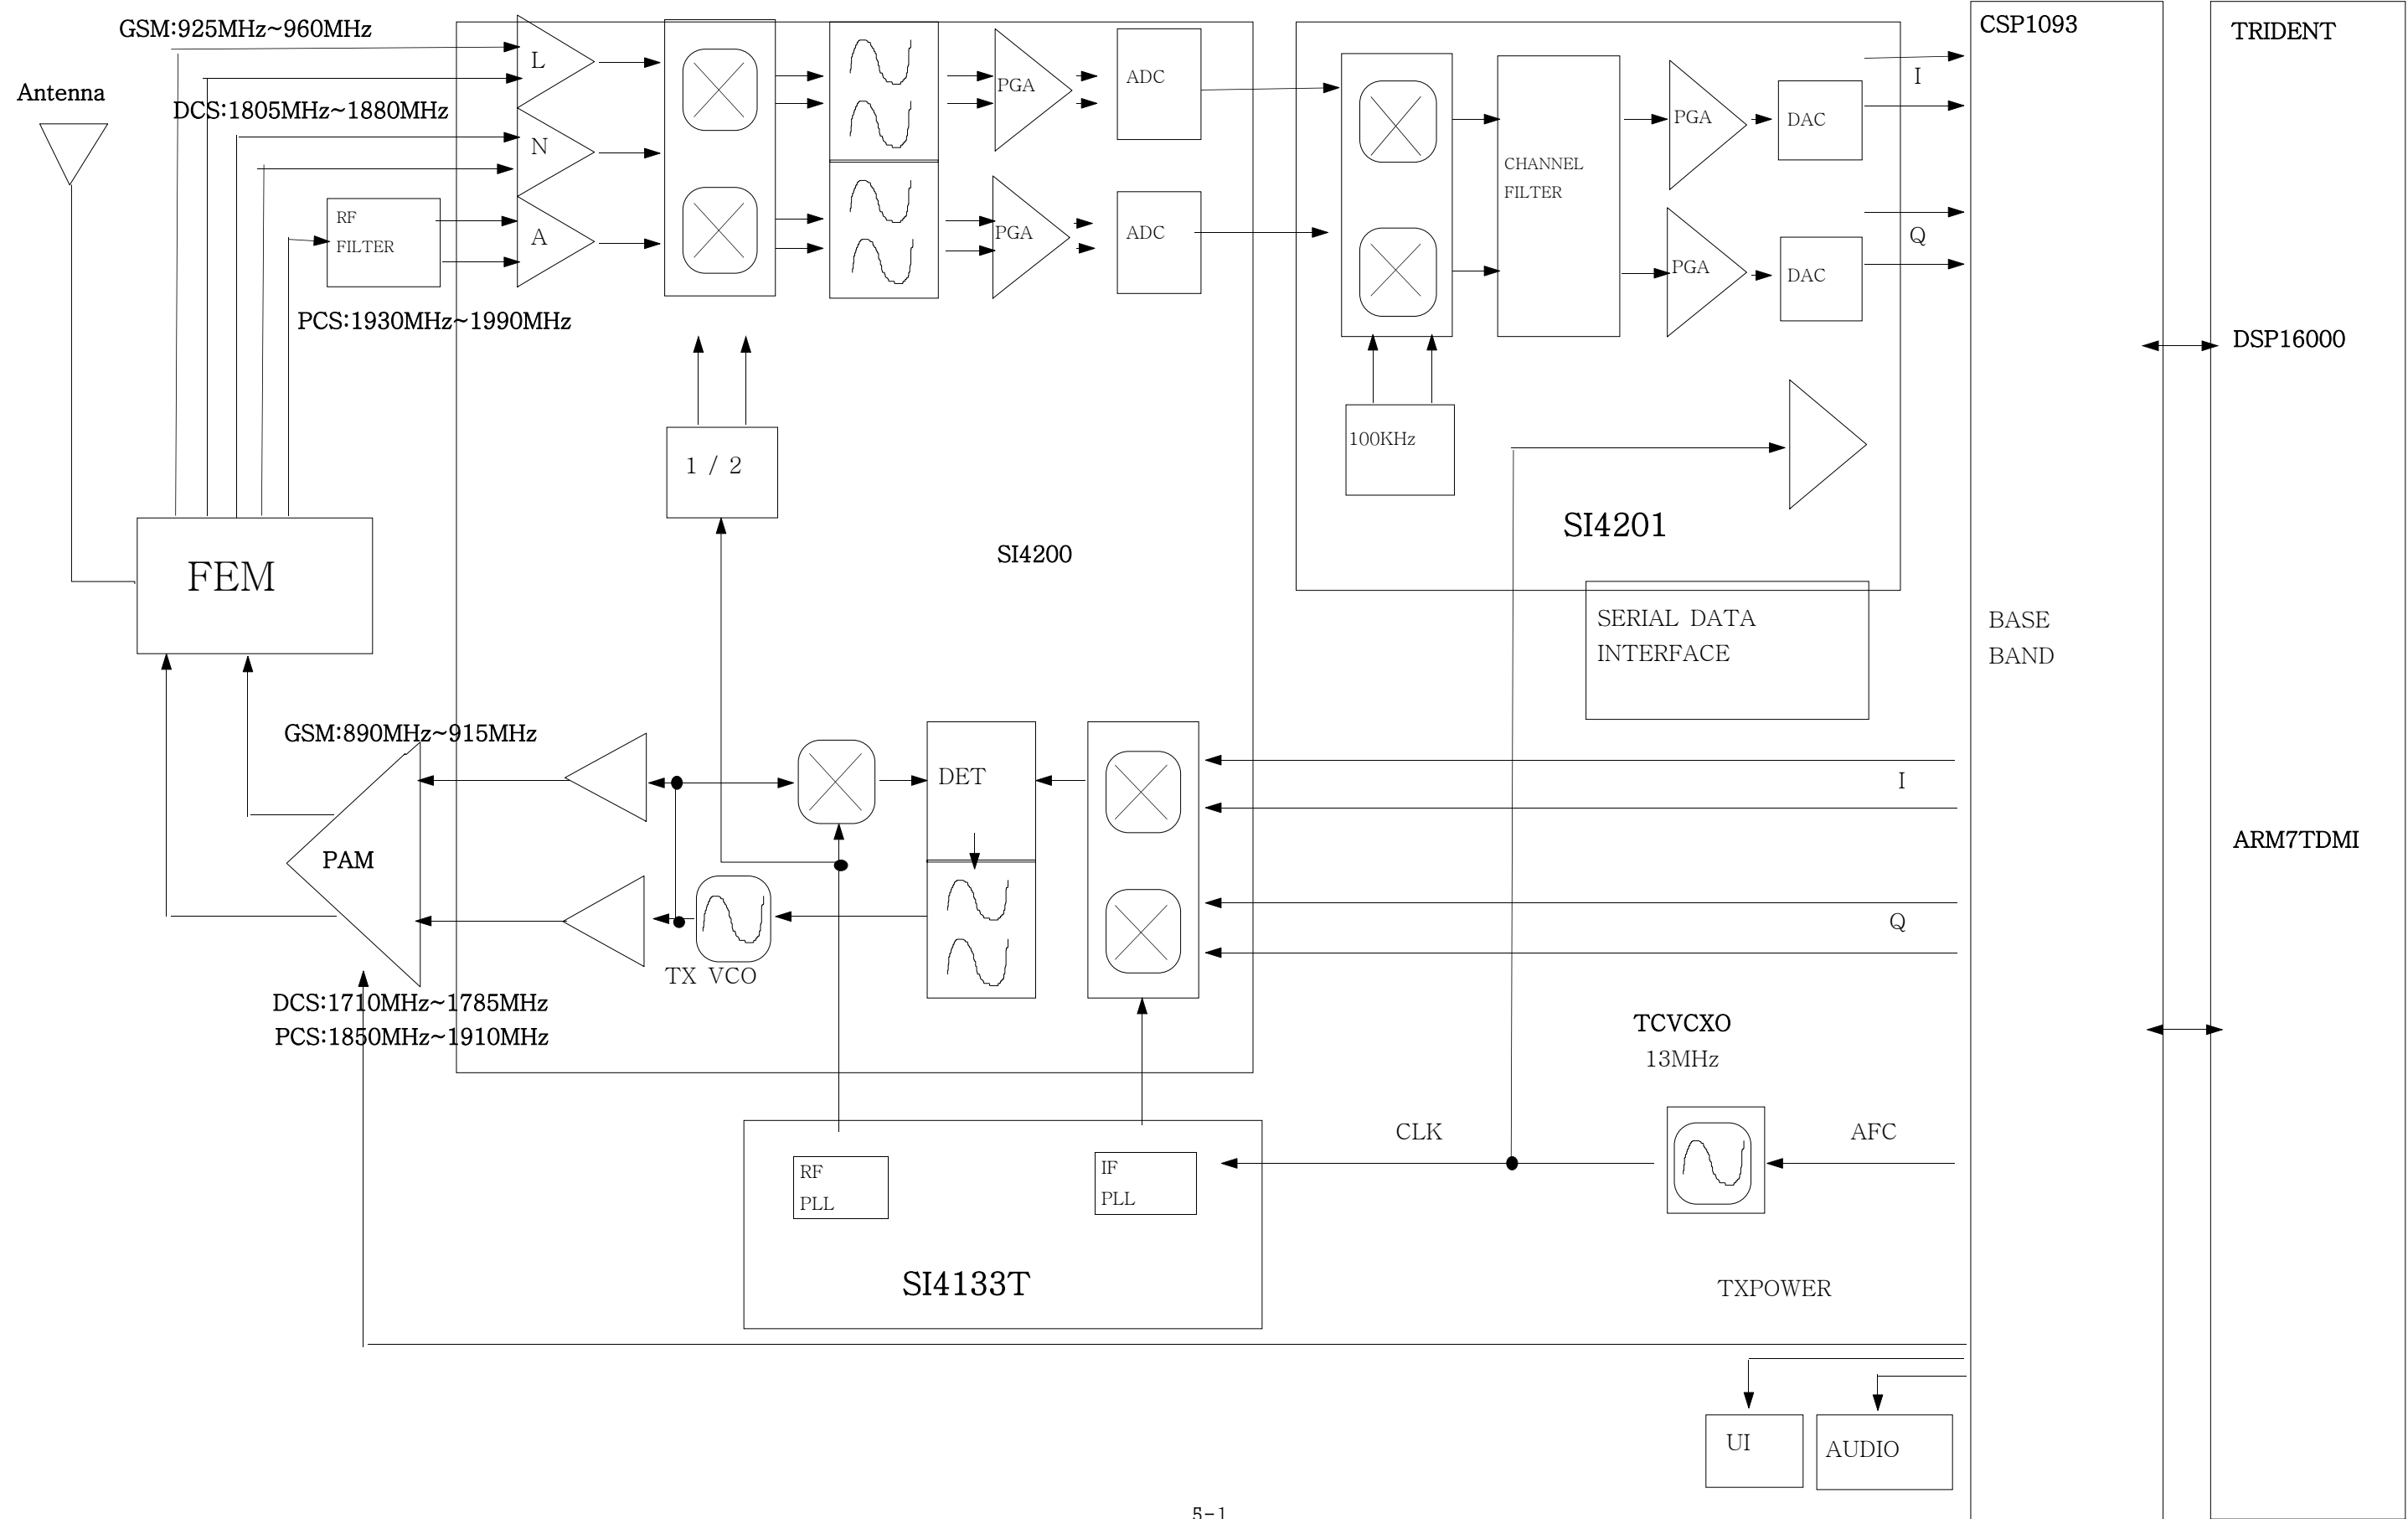 GSM:925MHz~960MHz
Antenna
DCS:1805MHz~1880MHz
RF
FILTER
PCS:1930MHz~1990MHz
L
N
A
PGA
PGA
ADC
ADC
1 / 2
SI4200
FEM
CHANNEL
FILTER
PGA
PGA
DAC
DAC
I
Q
100KHz
SI4201
SERIAL DATA
INTERFACE
CSP1093
BASE
BAND
TRIDENT
DSP16000
ARM7TDMI
GSM:890MHz~915MHz
PAM
DCS:1710MHz~1785MHz
PCS:1850MHz~1910MHz
TX VCO
DET
I
Q
TCVCXO
13MHz
CLK
AFC
RF
PLL
IF
PLL
SI4133T
TXPOWER
UI
AUDIO
5-1